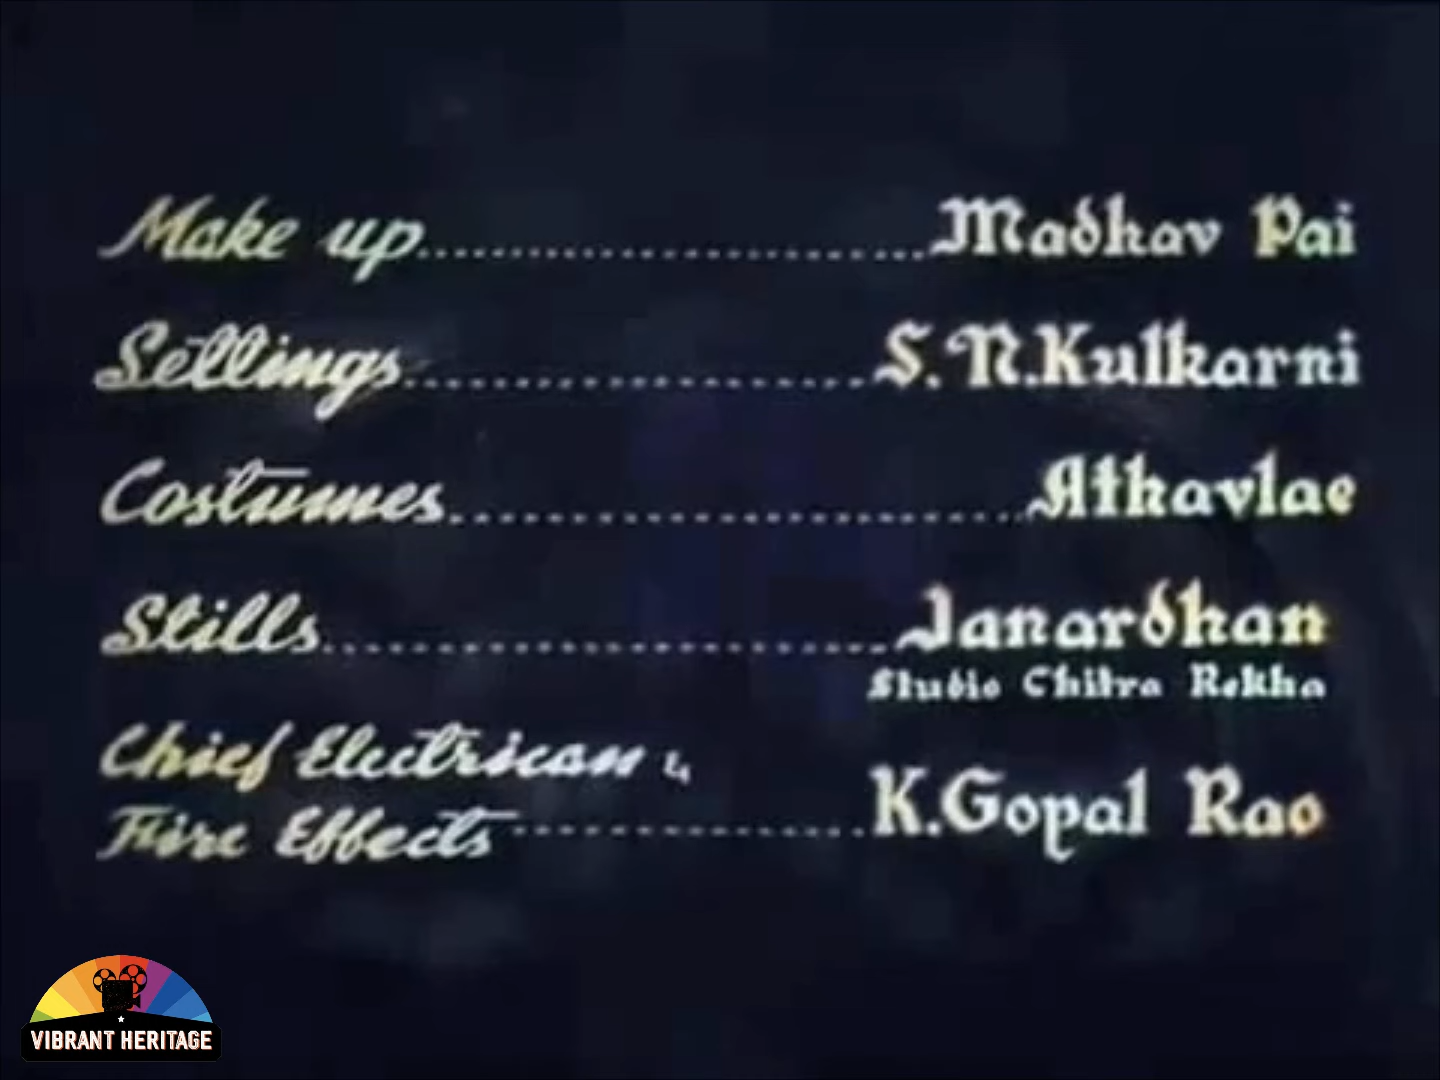 Make up..............................Madhav Pai
Settings..............................S.N.Kulkarni
Costumes..............................Athavlae
Stills..............................Janardhan
Studio Chitra Rekha
Chief Electrican &
Fire Effects....................K.Gopal Rao
VIBRANT HERITAGE